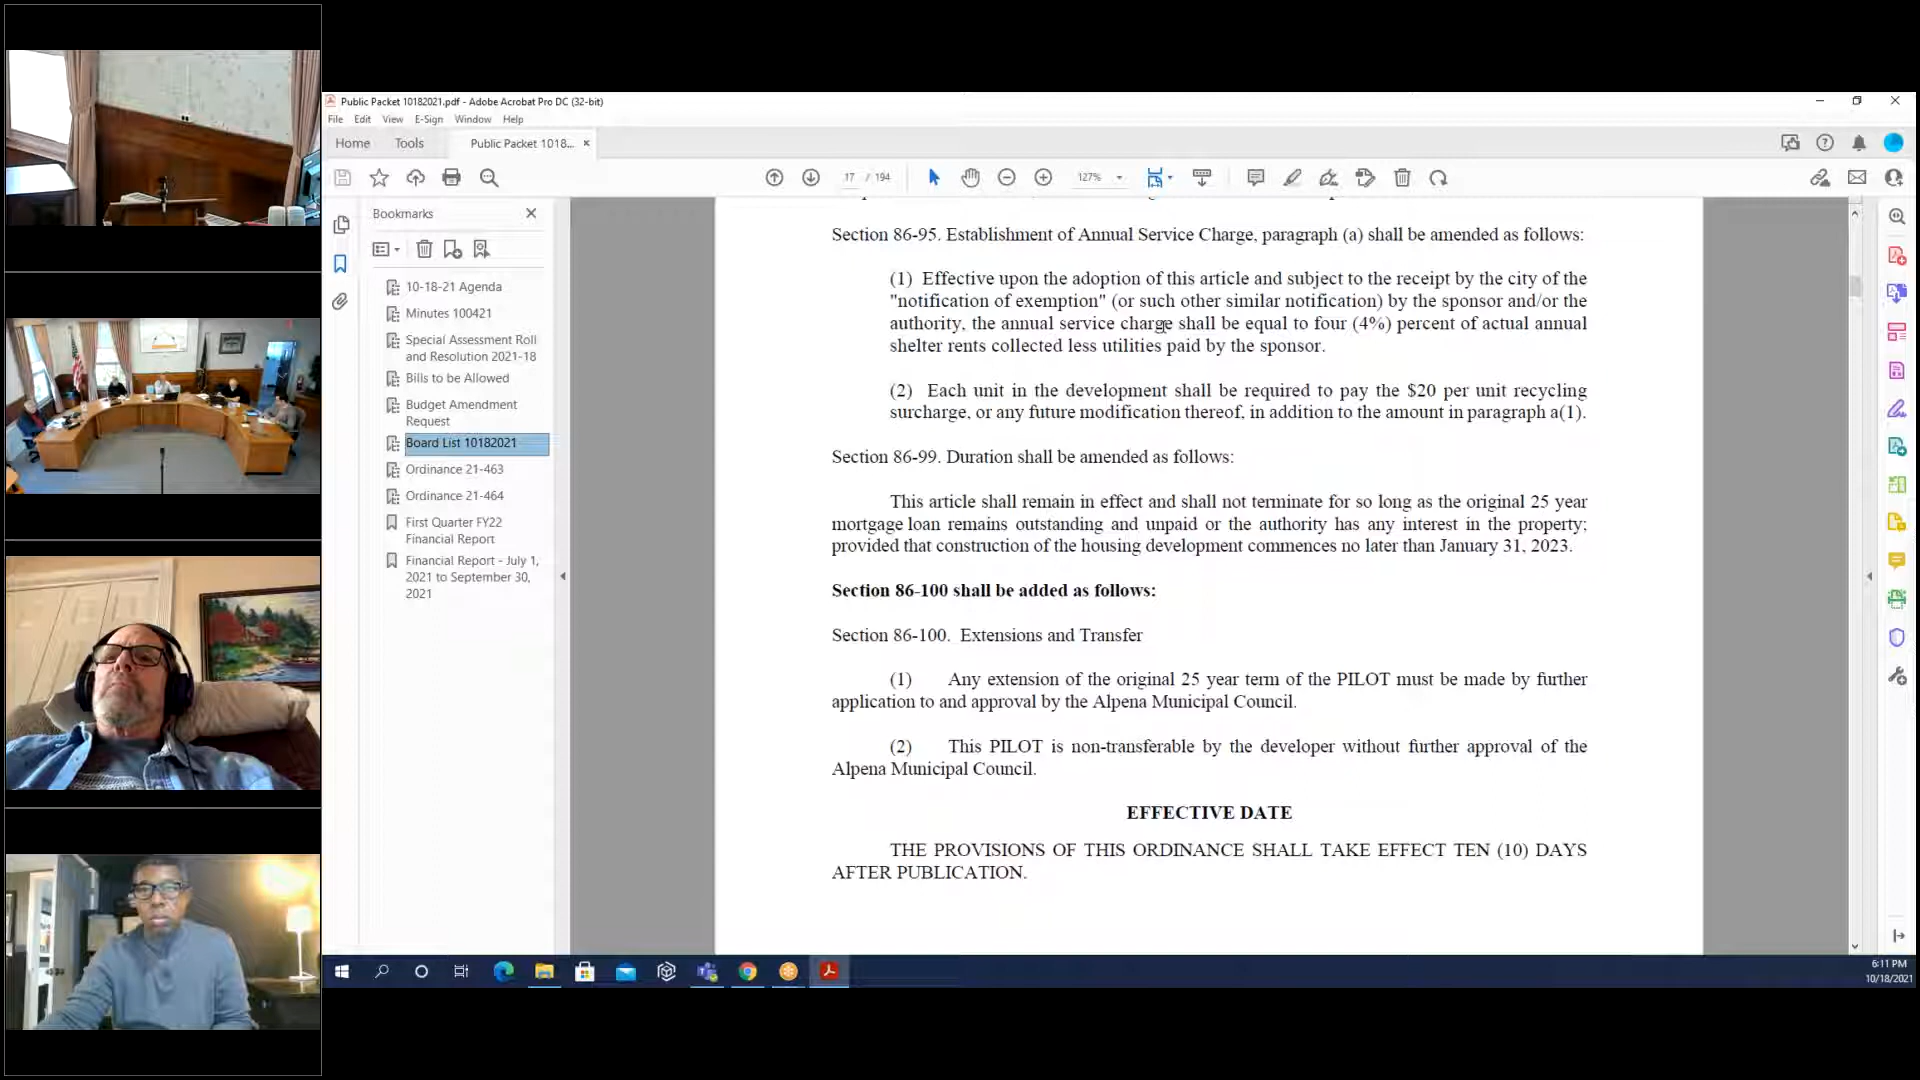 Public Packet 10182021.pdf - Adobe Acrobat Pro DC (32-bit)
File Edit View E-Sign Window Help
Home Tools Public Packet 1018... ×
17 / 194 127%
Bookmarks
10-18-21 Agenda
Minutes 100421
Special Assessment Roll
and Resolution 2021-18
Bills to be Allowed
Budget Amendment
Request
Board List 10182021
Ordinance 21-463
Ordinance 21-464
First Quarter FY22
Financial Report
Financial Report - July 1,
2021 to September 30,
2021
Section 86-95. Establishment of Annual Service Charge, paragraph (a) shall be amended as follows:
(1) Effective upon the adoption of this article and subject to the receipt by the city of the
"notification of exemption" (or such other similar notification) by the sponsor and/or the
authority, the annual service charge shall be equal to four (4%) percent of actual annual
shelter rents collected less utilities paid by the sponsor.
(2) Each unit in the development shall be required to pay the $20 per unit recycling
surcharge, or any future modification thereof, in addition to the amount in paragraph a(1).
Section 86-99. Duration shall be amended as follows:
This article shall remain in effect and shall not terminate for so long as the original 25 year
mortgage loan remains outstanding and unpaid or the authority has any interest in the property;
provided that construction of the housing development commences no later than January 31, 2023.
Section 86-100 shall be added as follows:
Section 86-100. Extensions and Transfer
(1) Any extension of the original 25 year term of the PILOT must be made by further
application to and approval by the Alpena Municipal Council.
(2) This PILOT is non-transferable by the developer without further approval of the
Alpena Municipal Council.
EFFECTIVE DATE
THE PROVISIONS OF THIS ORDINANCE SHALL TAKE EFFECT TEN (10) DAYS
AFTER PUBLICATION.
6:11 PM
10/18/2021